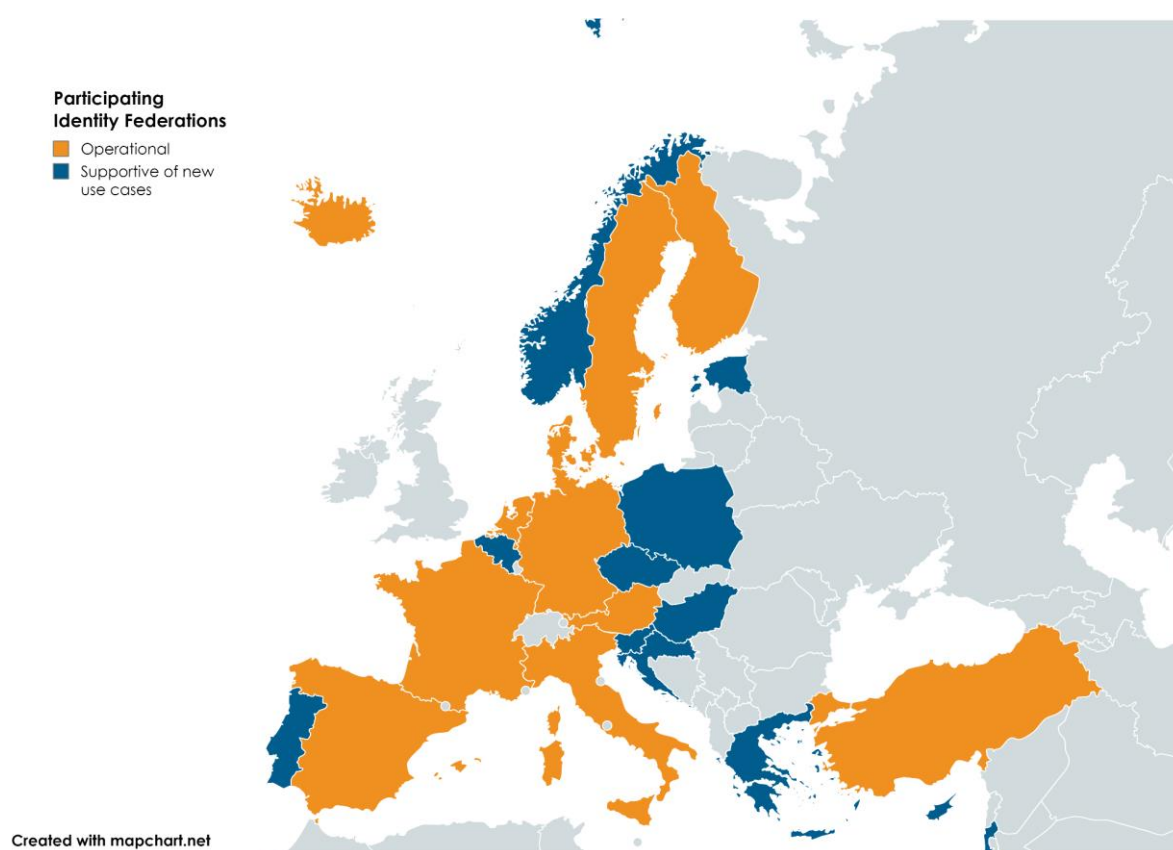 Participating
Identity Federations
Operational
Supportive of new
use cases
Created with mapchart.net